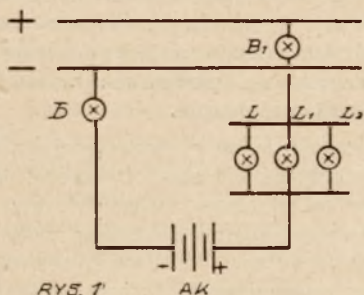 +
B₁
−
Б
L L₁ L₂
- +
RYS. 1 AK